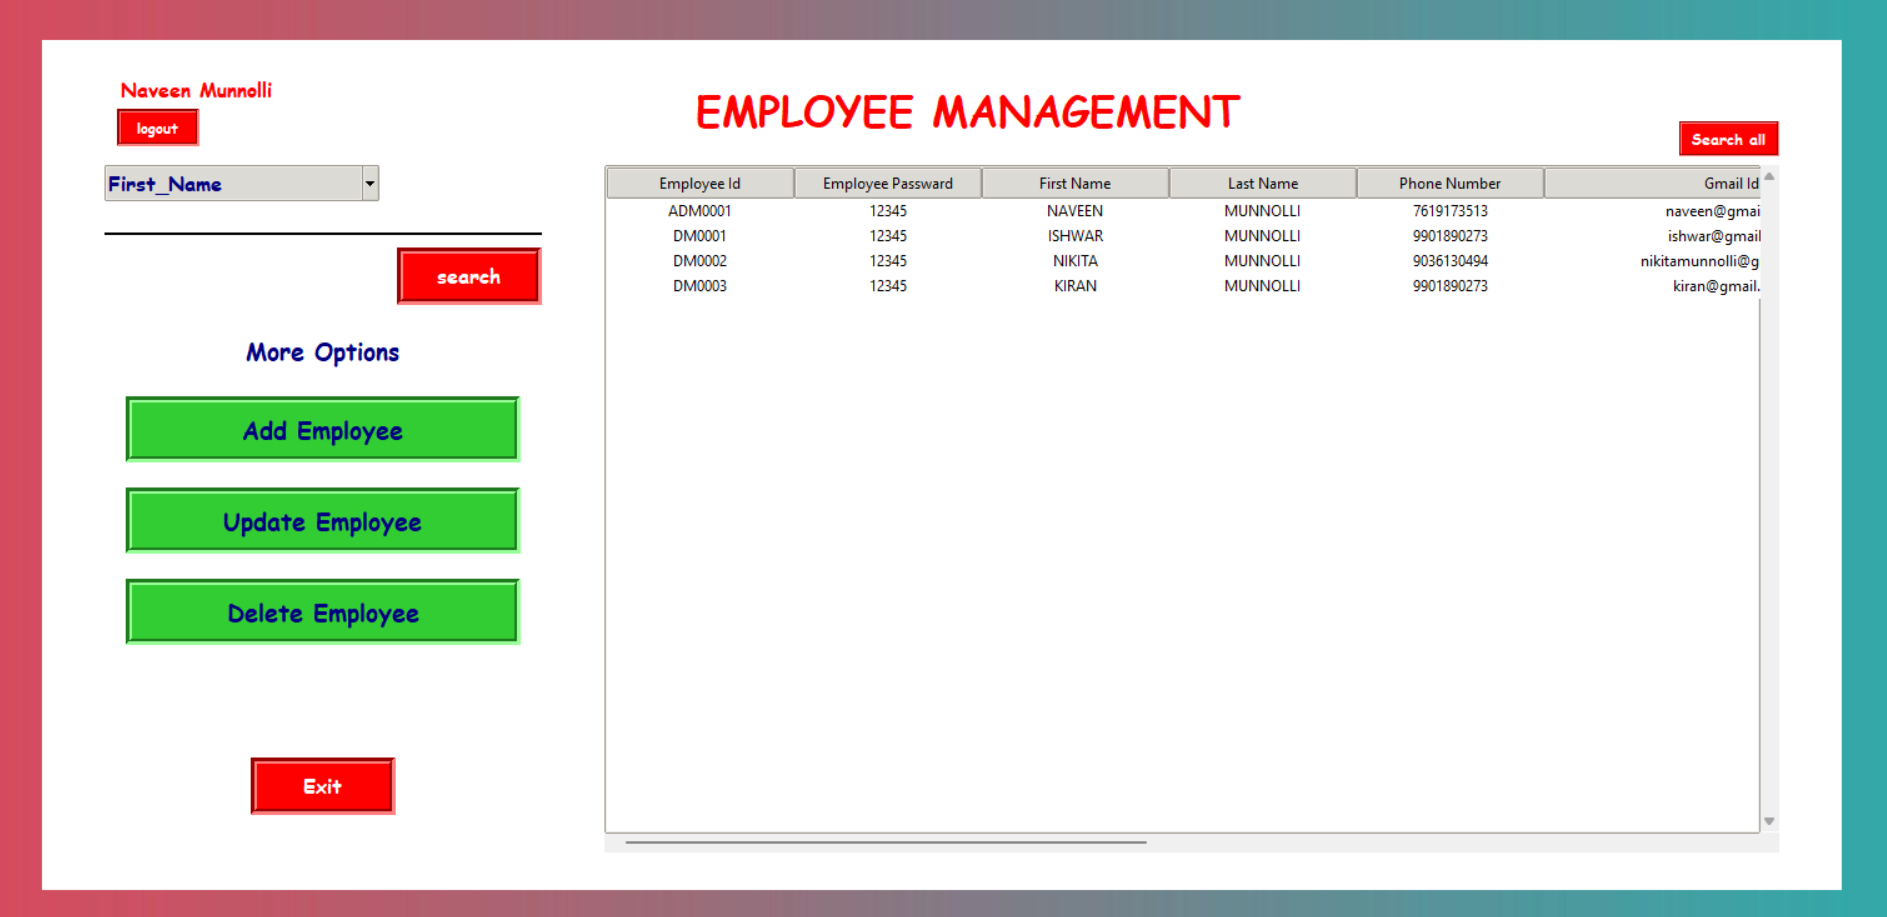 Naveen Munnolli
logout
EMPLOYEE MANAGEMENT
Search all
First_Name
search
More Options
Add Employee
Update Employee
Delete Employee
Exit
Employee Id Employee Passward First Name Last Name Phone Number Gmail Id
ADM0001 12345 NAVEEN MUNNOLLI 7619173513 naveen@gmai
DM0001 12345 ISHWAR MUNNOLLI 9901890273 ishwar@gmail
DM0002 12345 NIKITA MUNNOLLI 9036130494 nikitamunnolli@g
DM0003 12345 KIRAN MUNNOLLI 9901890273 kiran@gmail.